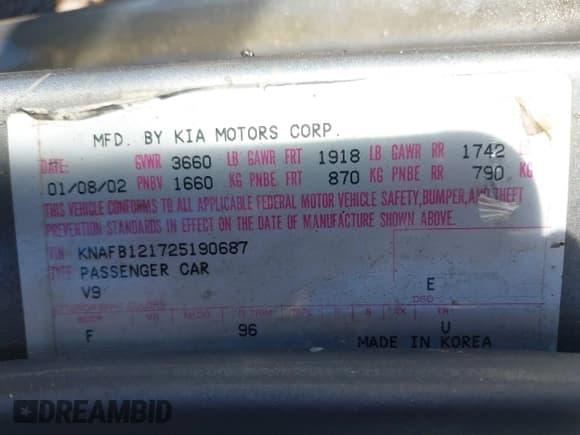 MFD. BY KIA MOTORS CORP.
DATE: GVWR 3660 LB GAWR FRT 1918 LB GAWR RR 1742
01/08/02 PNBV 1660 KG PNBE FRT 870 KG PNBE RR 790 KG
THIS VEHICLE CONFORMS TO ALL APPLICABLE FEDERAL MOTOR VEHICLE SAFETY,BUMPER,AND THEFT
PREVENTION STANDARDS IN EFFECT ON THE DATE OF MANUFACTURE SHOWN ABOVE.
VIN KNAFB121725190687
TYPE PASSENGER CAR
V9 E
DSO
BODY TR
F 96 U
MADE IN KOREA
DREAMBID